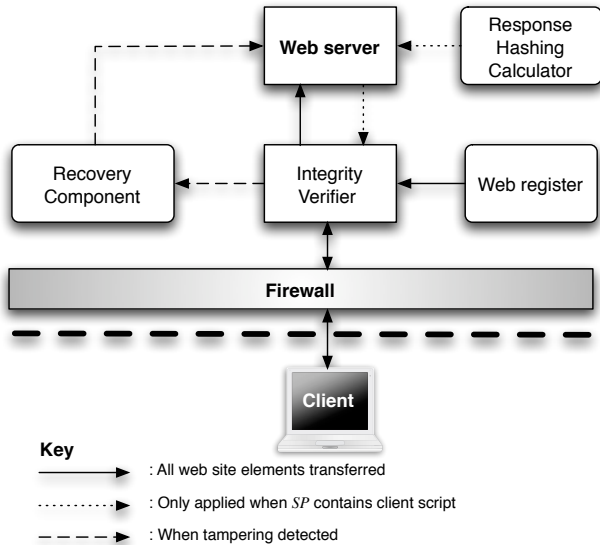 Web server
Response
Hashing
Calculator
Recovery
Component
Integrity
Verifier
Web register
Firewall
Client
Key
: All web site elements transferred
: Only applied when SP contains client script
: When tampering detected